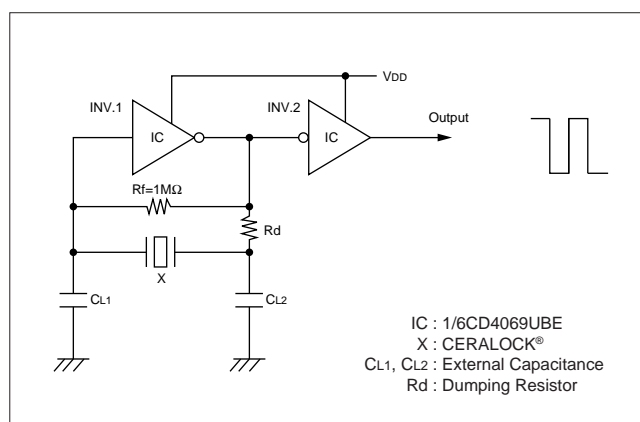 VDD
INV.1
INV.2
IC
IC
Output
Rf=1MΩ
Rd
X
CL1
CL2
IC : 1/6CD4069UBE
X : CERALOCK®
CL1, CL2 : External Capacitance
Rd : Dumping Resistor